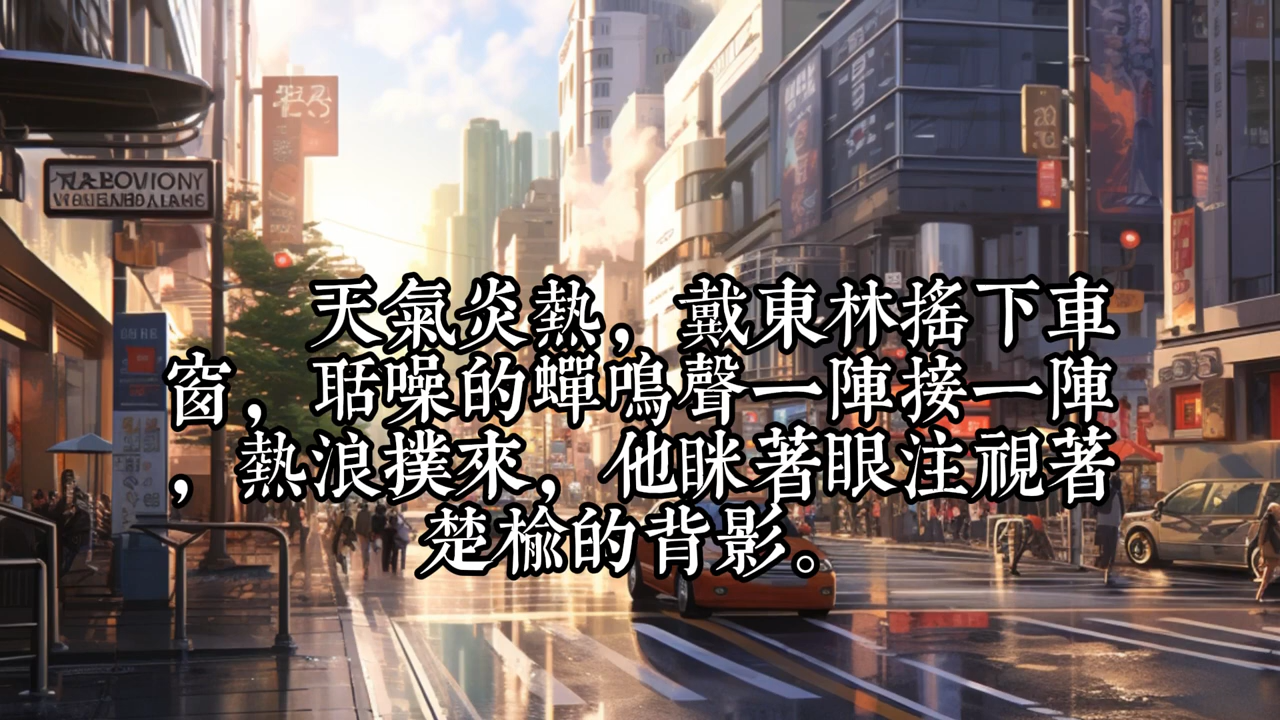 天氣炎熱，戴東林搖下車
窗，聒噪的蟬鳴聲一陣接一陣
，熱浪撲來，他眯著眼注視著
楚榆的背影。